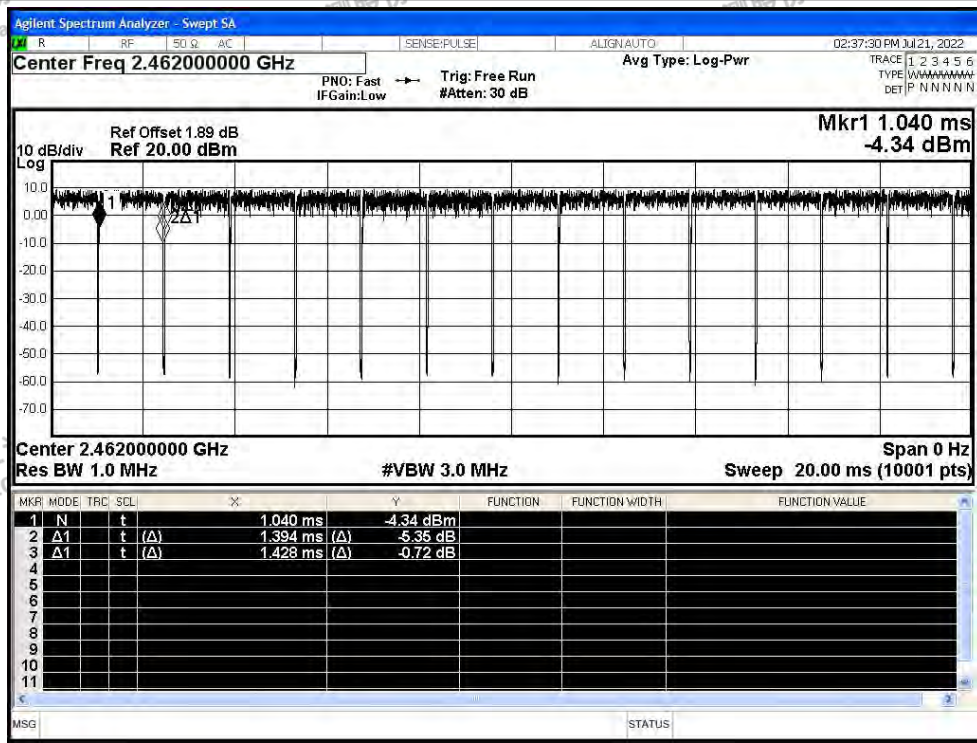 Agilent Spectrum Analyzer - Swept SA
R RF 50 Ω AC SENSE:PULSE ALIGNAUTO 02:37:30 PM Jul 21, 2022
Center Freq 2.462000000 GHz
Avg Type: Log-Pwr
TRACE 1 2 3 4 5 6
PNO: Fast Trig: Free Run
TYPE WWWWWW
IFGain:Low #Atten: 30 dB
DET P N N N N N
Mkr1 1.040 ms
Ref Offset 1.89 dB
-4.34 dBm
10 dB/div Ref 20.00 dBm
Log
10.0
1
0.00
2Δ1
-10.0
-20.0
-30.0
-40.0
-50.0
-60.0
-70.0
Center 2.462000000 GHz Span 0 Hz
Res BW 1.0 MHz #VBW 3.0 MHz Sweep 20.00 ms (10001 pts)
MKR MODE TRC SCL X Y FUNCTION FUNCTION WIDTH FUNCTION VALUE
1 N t 1.040 ms -4.34 dBm
2 Δ1 t (Δ) 1.394 ms (Δ) -5.35 dB
3 Δ1 t (Δ) 1.428 ms (Δ) -0.72 dB
4
5
6
7
8
9
10
11
MSG STATUS